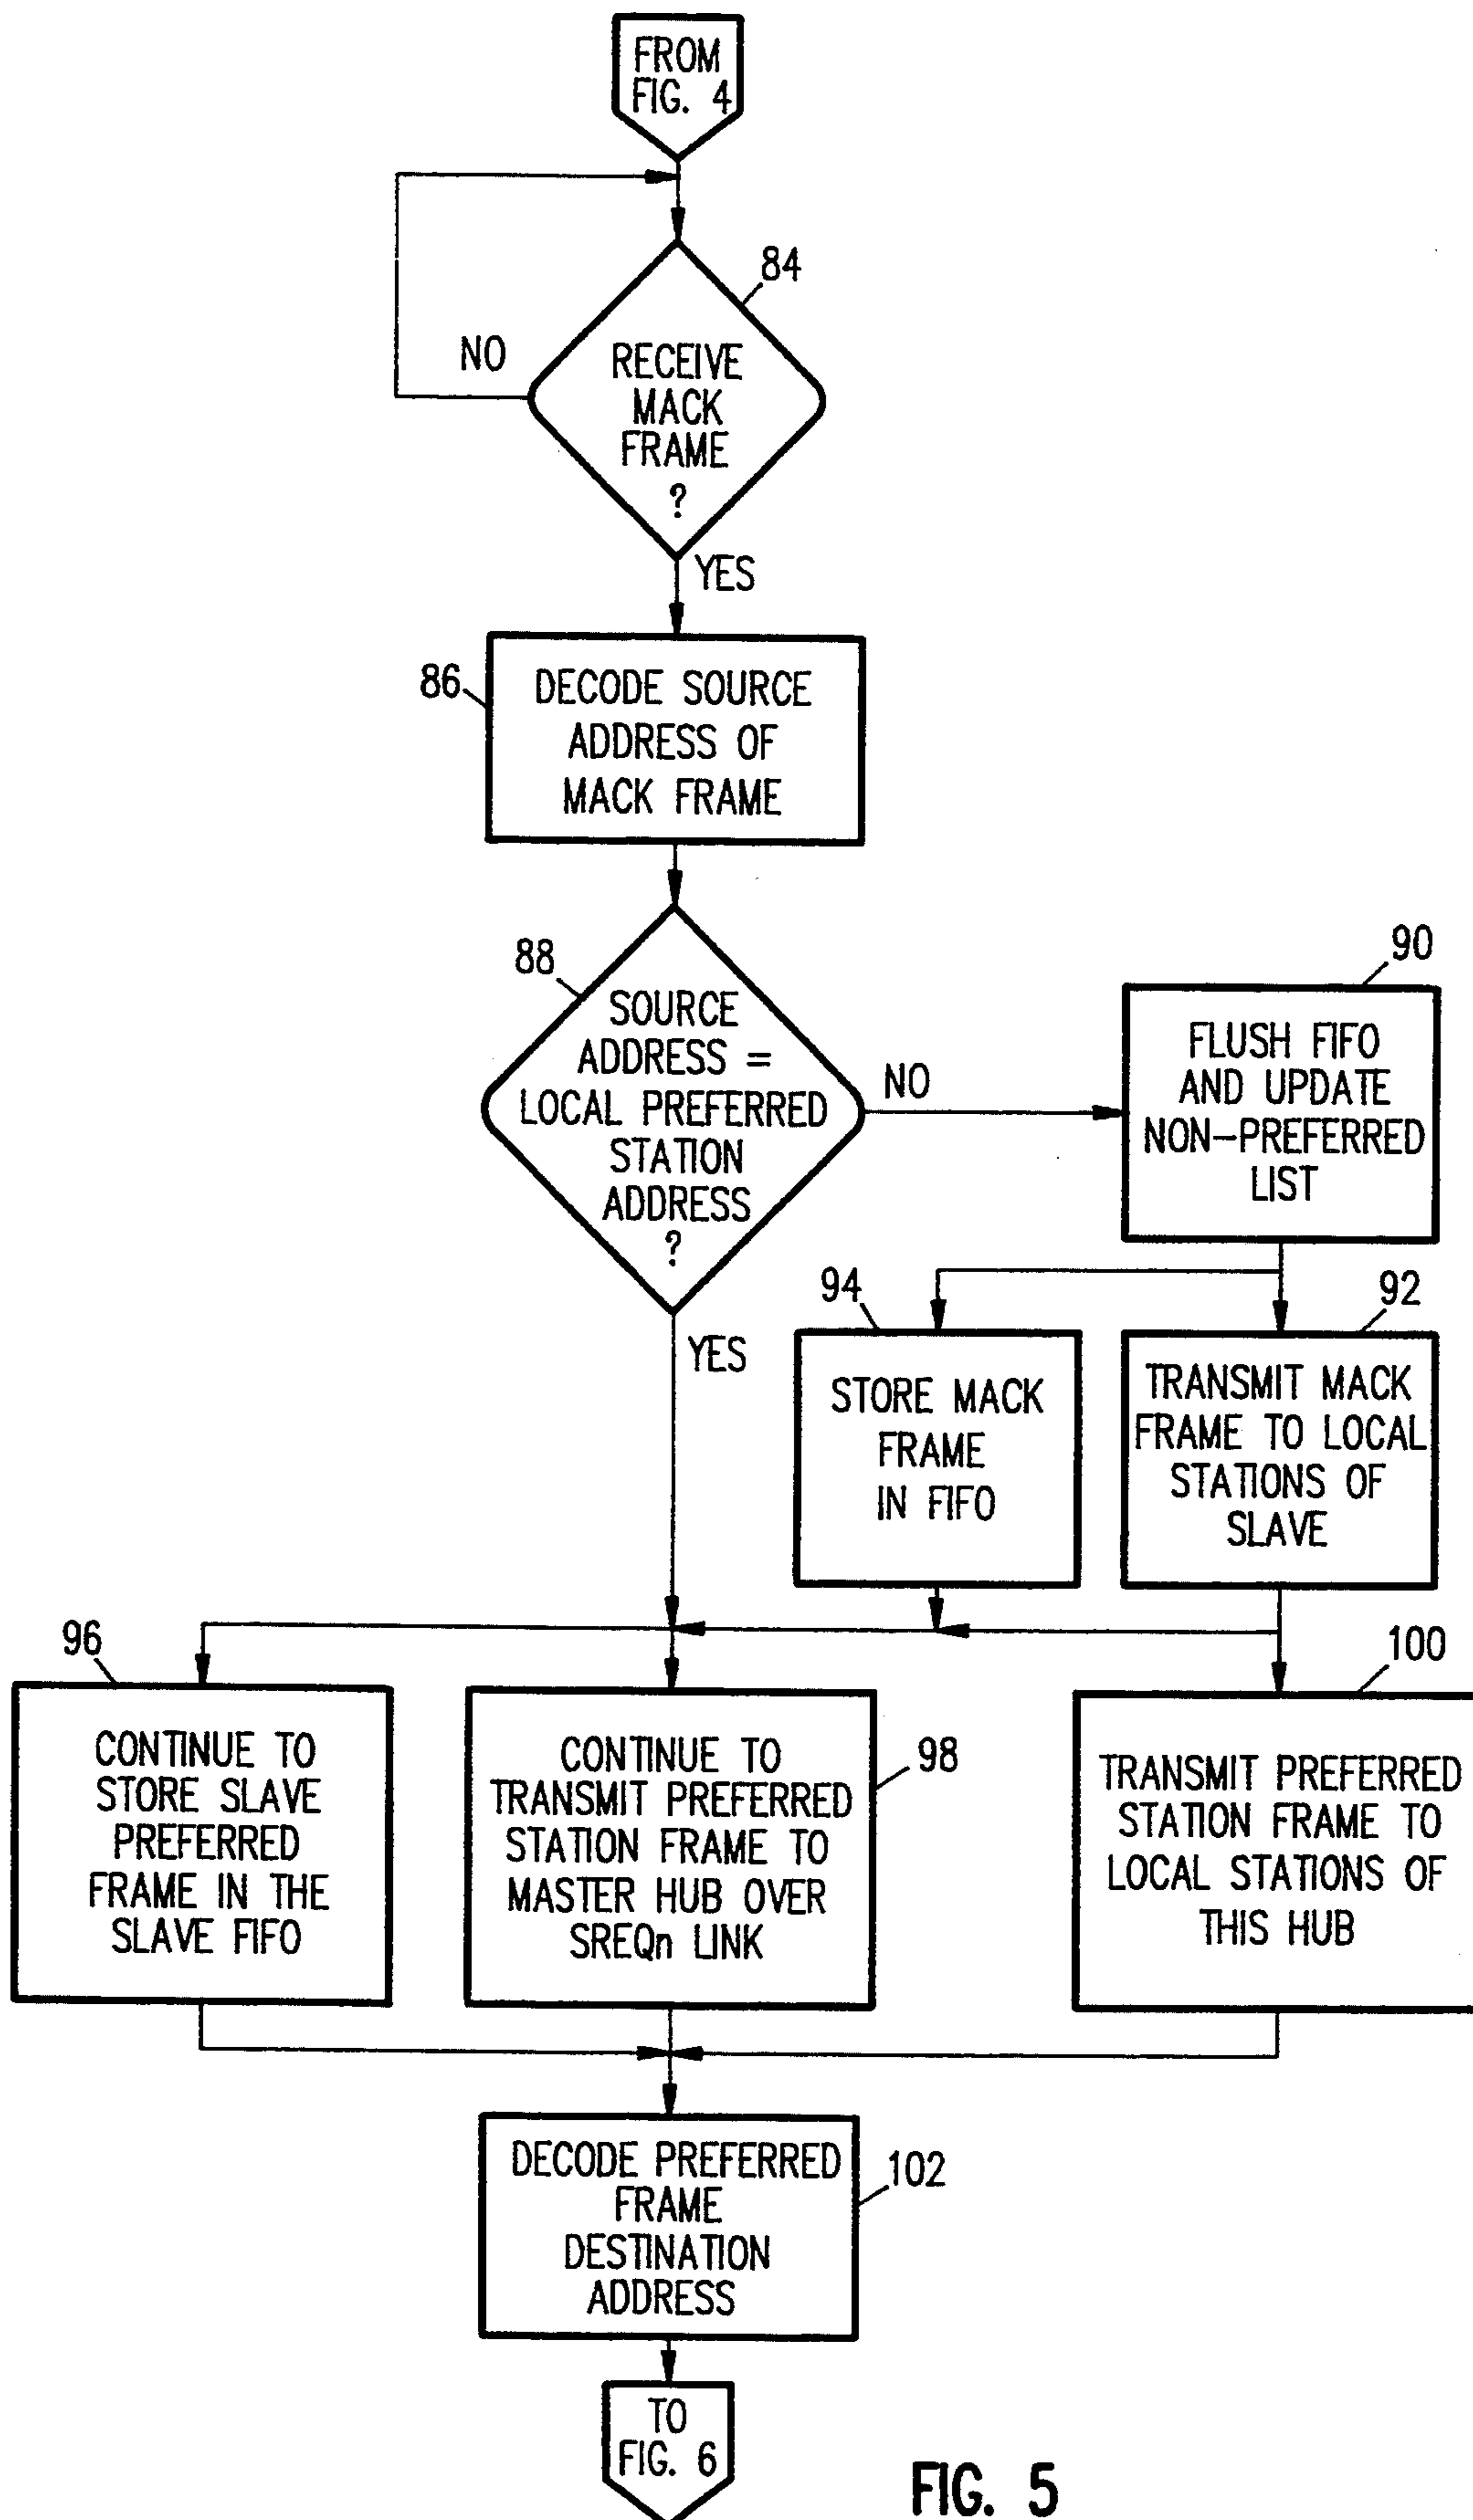 FROM
FIG. 4
84
NO
RECEIVE
MACK
FRAME
?
YES
86
DECODE SOURCE
ADDRESS OF
MACK FRAME
88
SOURCE
ADDRESS =
LOCAL PREFERRED
STATION
ADDRESS
?
NO
YES
90
FLUSH FIFO
AND UPDATE
NON-PREFERRED
LIST
94
STORE MACK
FRAME
IN FIFO
92
TRANSMIT MACK
FRAME TO LOCAL
STATIONS OF
SLAVE
96
CONTINUE TO
STORE SLAVE
PREFERRED
FRAME IN THE
SLAVE FIFO
98
CONTINUE TO
TRANSMIT PREFERRED
STATION FRAME TO
MASTER HUB OVER
SREQn LINK
100
TRANSMIT PREFERRED
STATION FRAME TO
LOCAL STATIONS OF
THIS HUB
102
DECODE PREFERRED
FRAME
DESTINATION
ADDRESS
TO
FIG. 6
FIG. 5